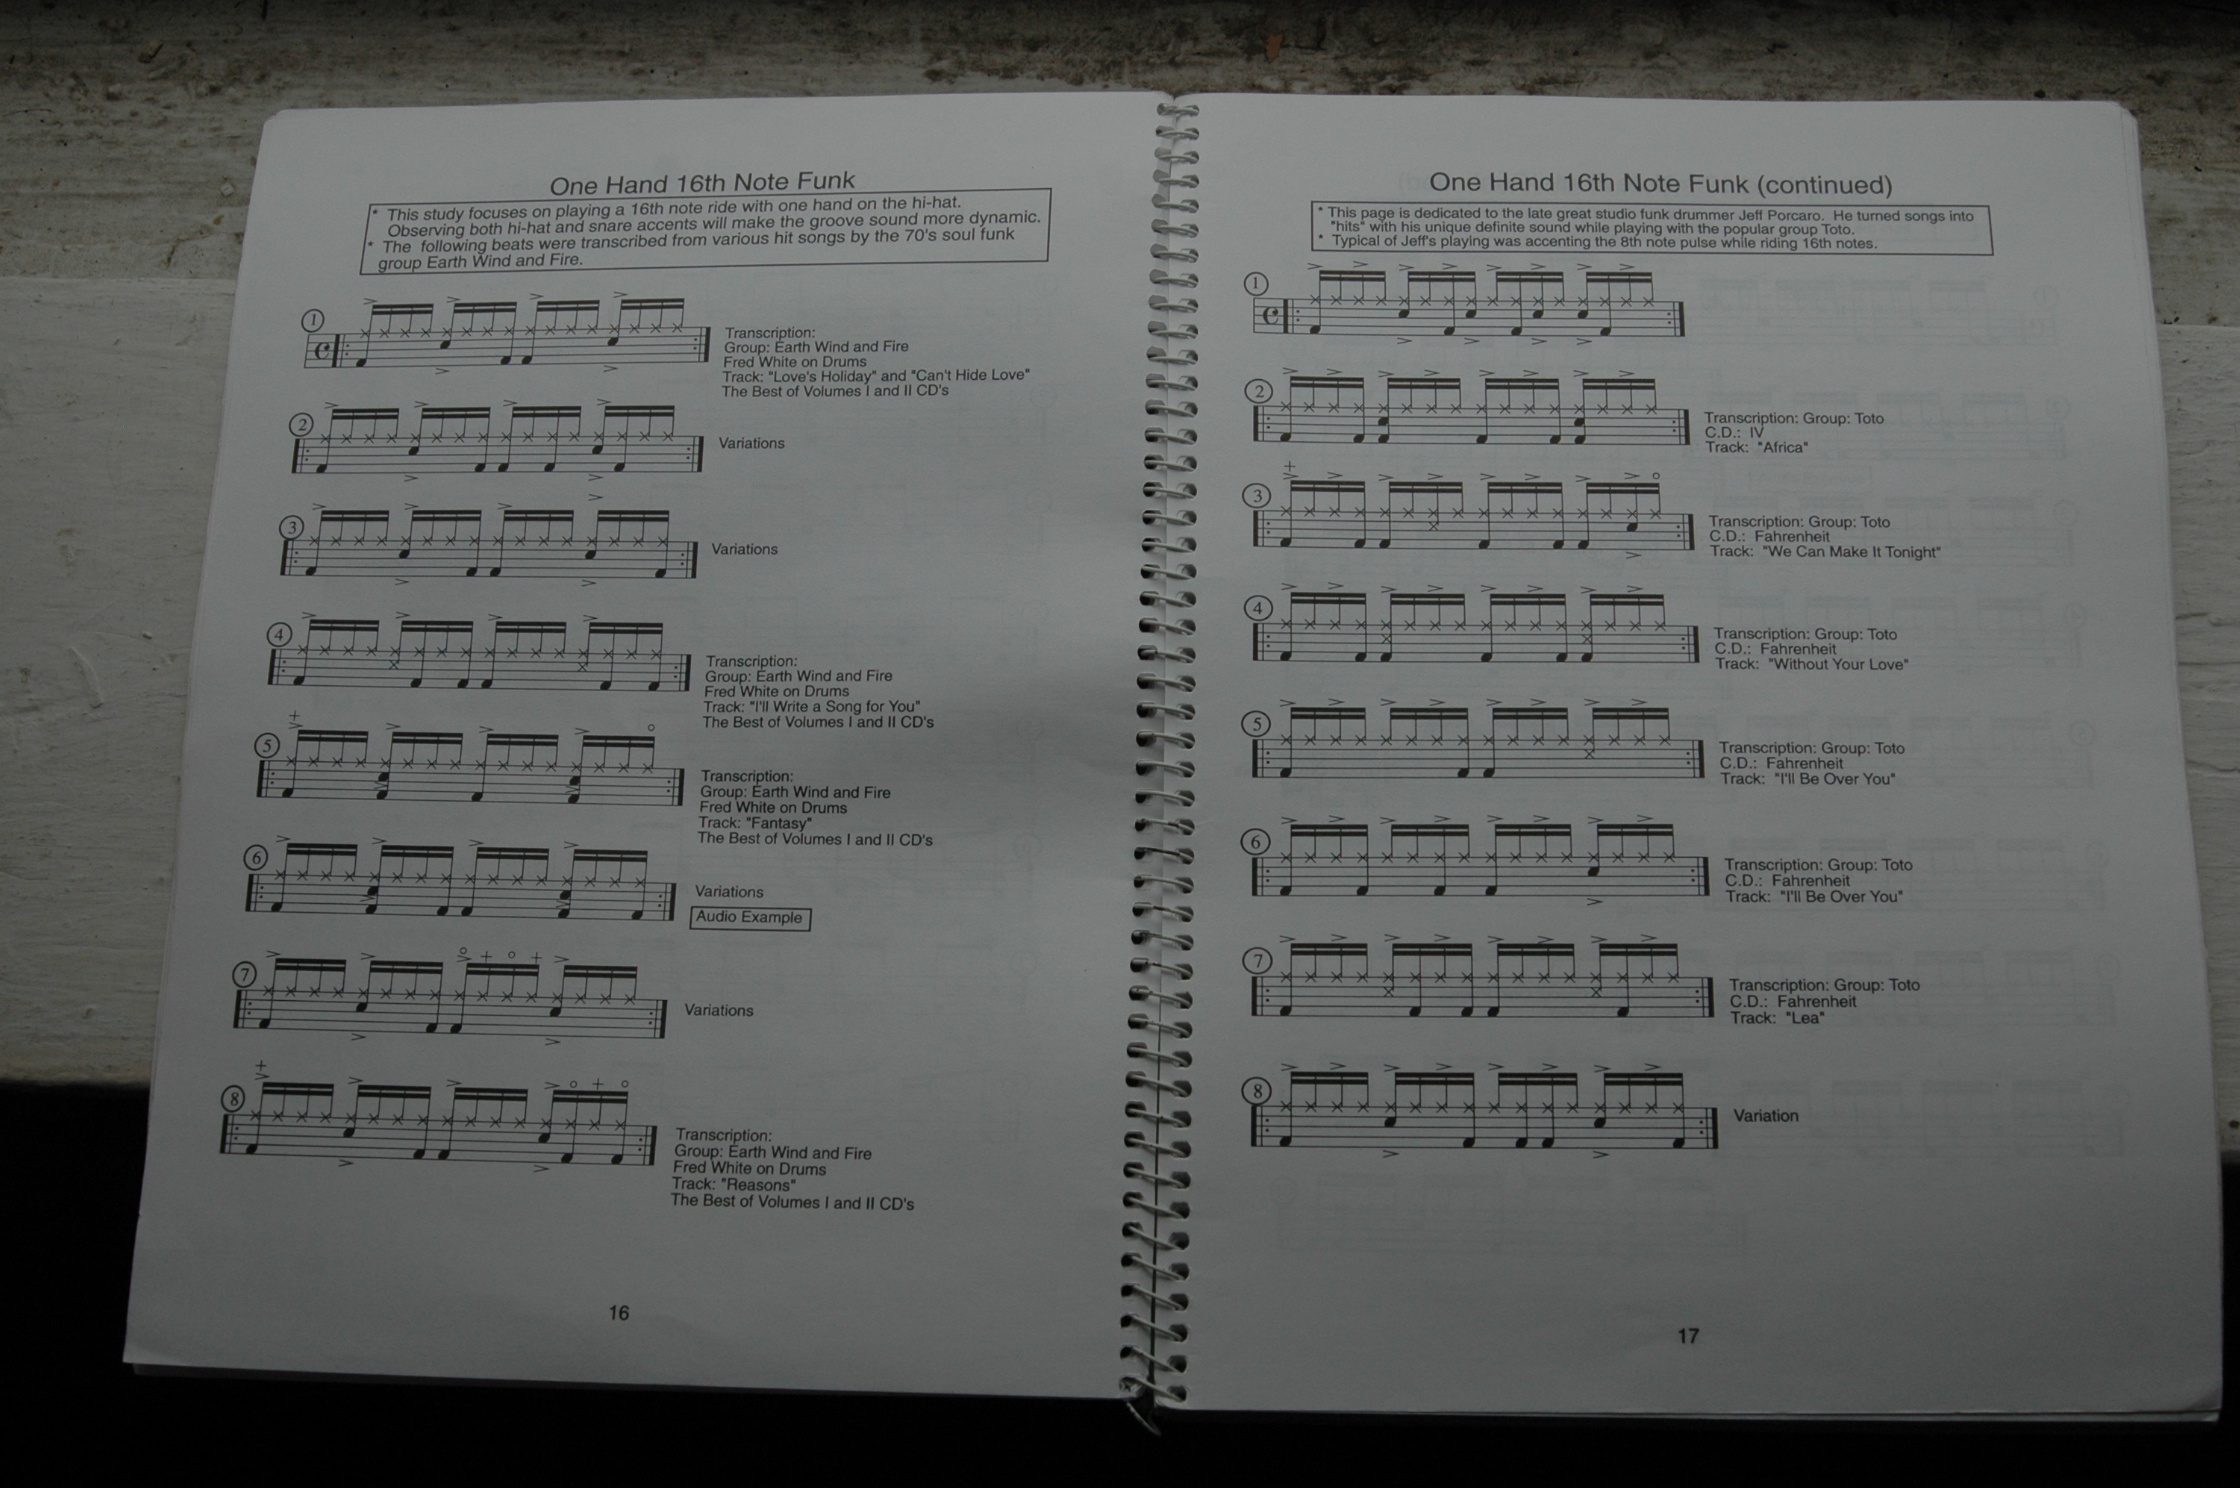 One Hand 16th Note Funk
* This study focuses on playing a 16th note ride with one hand on the hi-hat.
Observing both hi-hat and snare accents will make the groove sound more dynamic.
* The following beats were transcribed from various hit songs by the 70's soul funk
group Earth Wind and Fire.
1
Transcription:
Group: Earth Wind and Fire
Fred White on Drums
Track: "Love's Holiday" and "Can't Hide Love"
The Best of Volumes I and II CD's
2
Variations
3
Variations
4
Transcription:
Group: Earth Wind and Fire
Fred White on Drums
Track: "I'll Write a Song for You"
The Best of Volumes I and II CD's
5
Transcription:
Group: Earth Wind and Fire
Fred White on Drums
Track: "Fantasy"
The Best of Volumes I and II CD's
6
Variations
Audio Example
7
Variations
8
Transcription:
Group: Earth Wind and Fire
Fred White on Drums
Track: "Reasons"
The Best of Volumes I and II CD's
16
One Hand 16th Note Funk (continued)
* This page is dedicated to the late great studio funk drummer Jeff Porcaro. He turned songs into
"hits" with his unique definite sound while playing with the popular group Toto.
* Typical of Jeff's playing was accenting the 8th note pulse while riding 16th notes.
1
2
Transcription: Group: Toto
C.D.: IV
Track: "Africa"
3
Transcription: Group: Toto
C.D.: Fahrenheit
Track: "We Can Make It Tonight"
4
Transcription: Group: Toto
C.D.: Fahrenheit
Track: "Without Your Love"
5
Transcription: Group: Toto
C.D.: Fahrenheit
Track: "I'll Be Over You"
6
Transcription: Group: Toto
C.D.: Fahrenheit
Track: "I'll Be Over You"
7
Transcription: Group: Toto
C.D.: Fahrenheit
Track: "Lea"
8
Variation
17